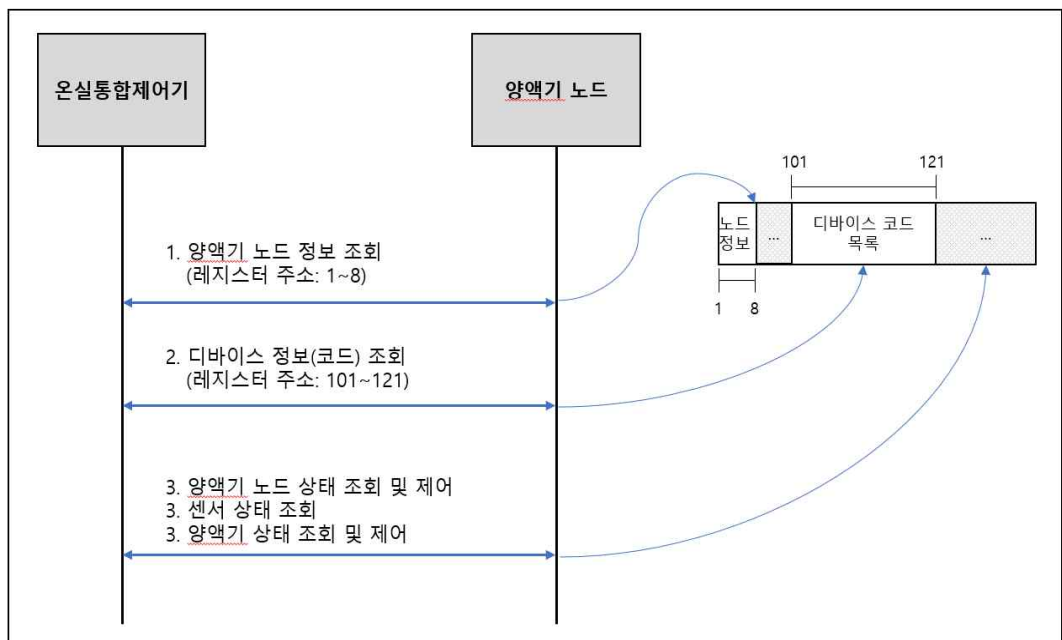 온실통합제어기
양액기 노드
101
121
노드
정보
...
디바이스 코드
목록
...
1
8
1. 양액기 노드 정보 조회
(레지스터 주소: 1~8)
2. 디바이스 정보(코드) 조회
(레지스터 주소: 101~121)
3. 양액기 노드 상태 조회 및 제어
3. 센서 상태 조회
3. 양액기 상태 조회 및 제어